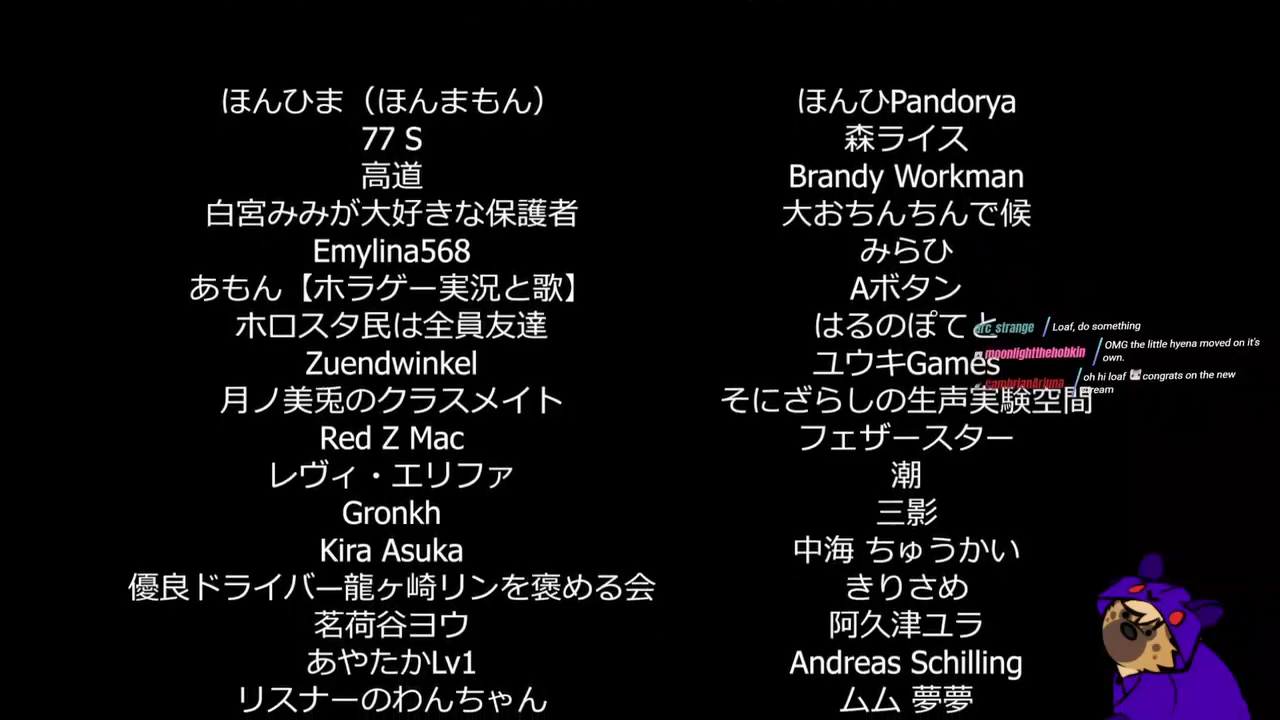 ほんひま（ほんまもん）
77 S
高道
白宮みみが大好きな保護者
Emylina568
あもん【ホラゲー実況と歌】
ホロスタ民は全員友達
Zuendwinkel
月ノ美兎のクラスメイト
Red Z Mac
レヴィ・エリファ
Gronkh
Kira Asuka
優良ドライバー龍ヶ崎リンを褒める会
茗荷谷ヨウ
あやたかLv1
リスナーのわんちゃん
ほんひPandorya
森ライス
Brandy Workman
大おちんちんで候
みらひ
Aボタン
はるのぽてと
ユウキGames
そにざらしの生声実験空間
フェザースター
潮
三影
中海 ちゅうかい
きりさめ
阿久津ユラ
Andreas Schilling
ムム 夢夢
arc_strange Loaf, do something
moonlightthehobkin OMG the little hyena moved on it's
own.
cambrianArjuna oh hi loaf congrats on the new